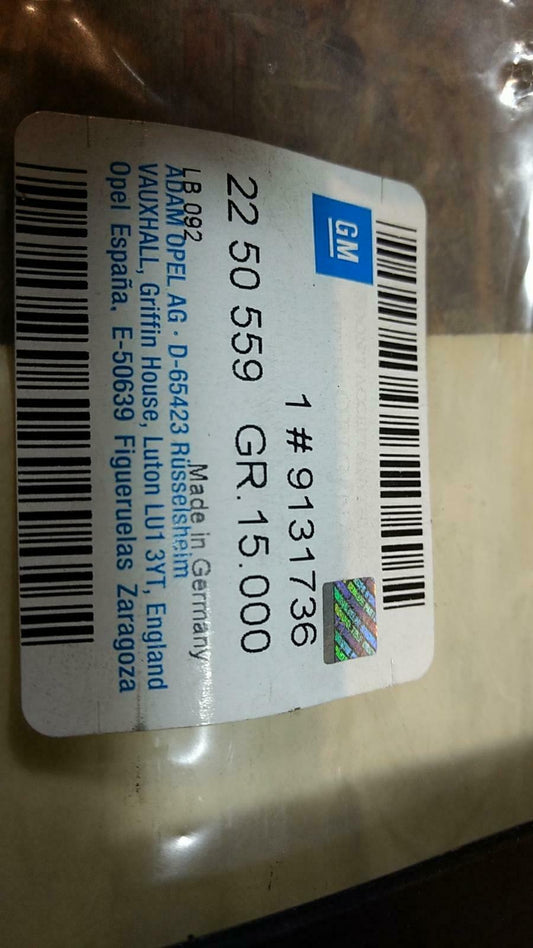 GM
1 # 9131736
22 50 559 GR.15.000
LB 092 Made in Germany
ADAM OPEL AG · D-65423 Rüsselsheim
VAUXHALL, Griffin House, Luton LU1 3YT, England
Opel España, E-50639 Figueruelas Zaragoza